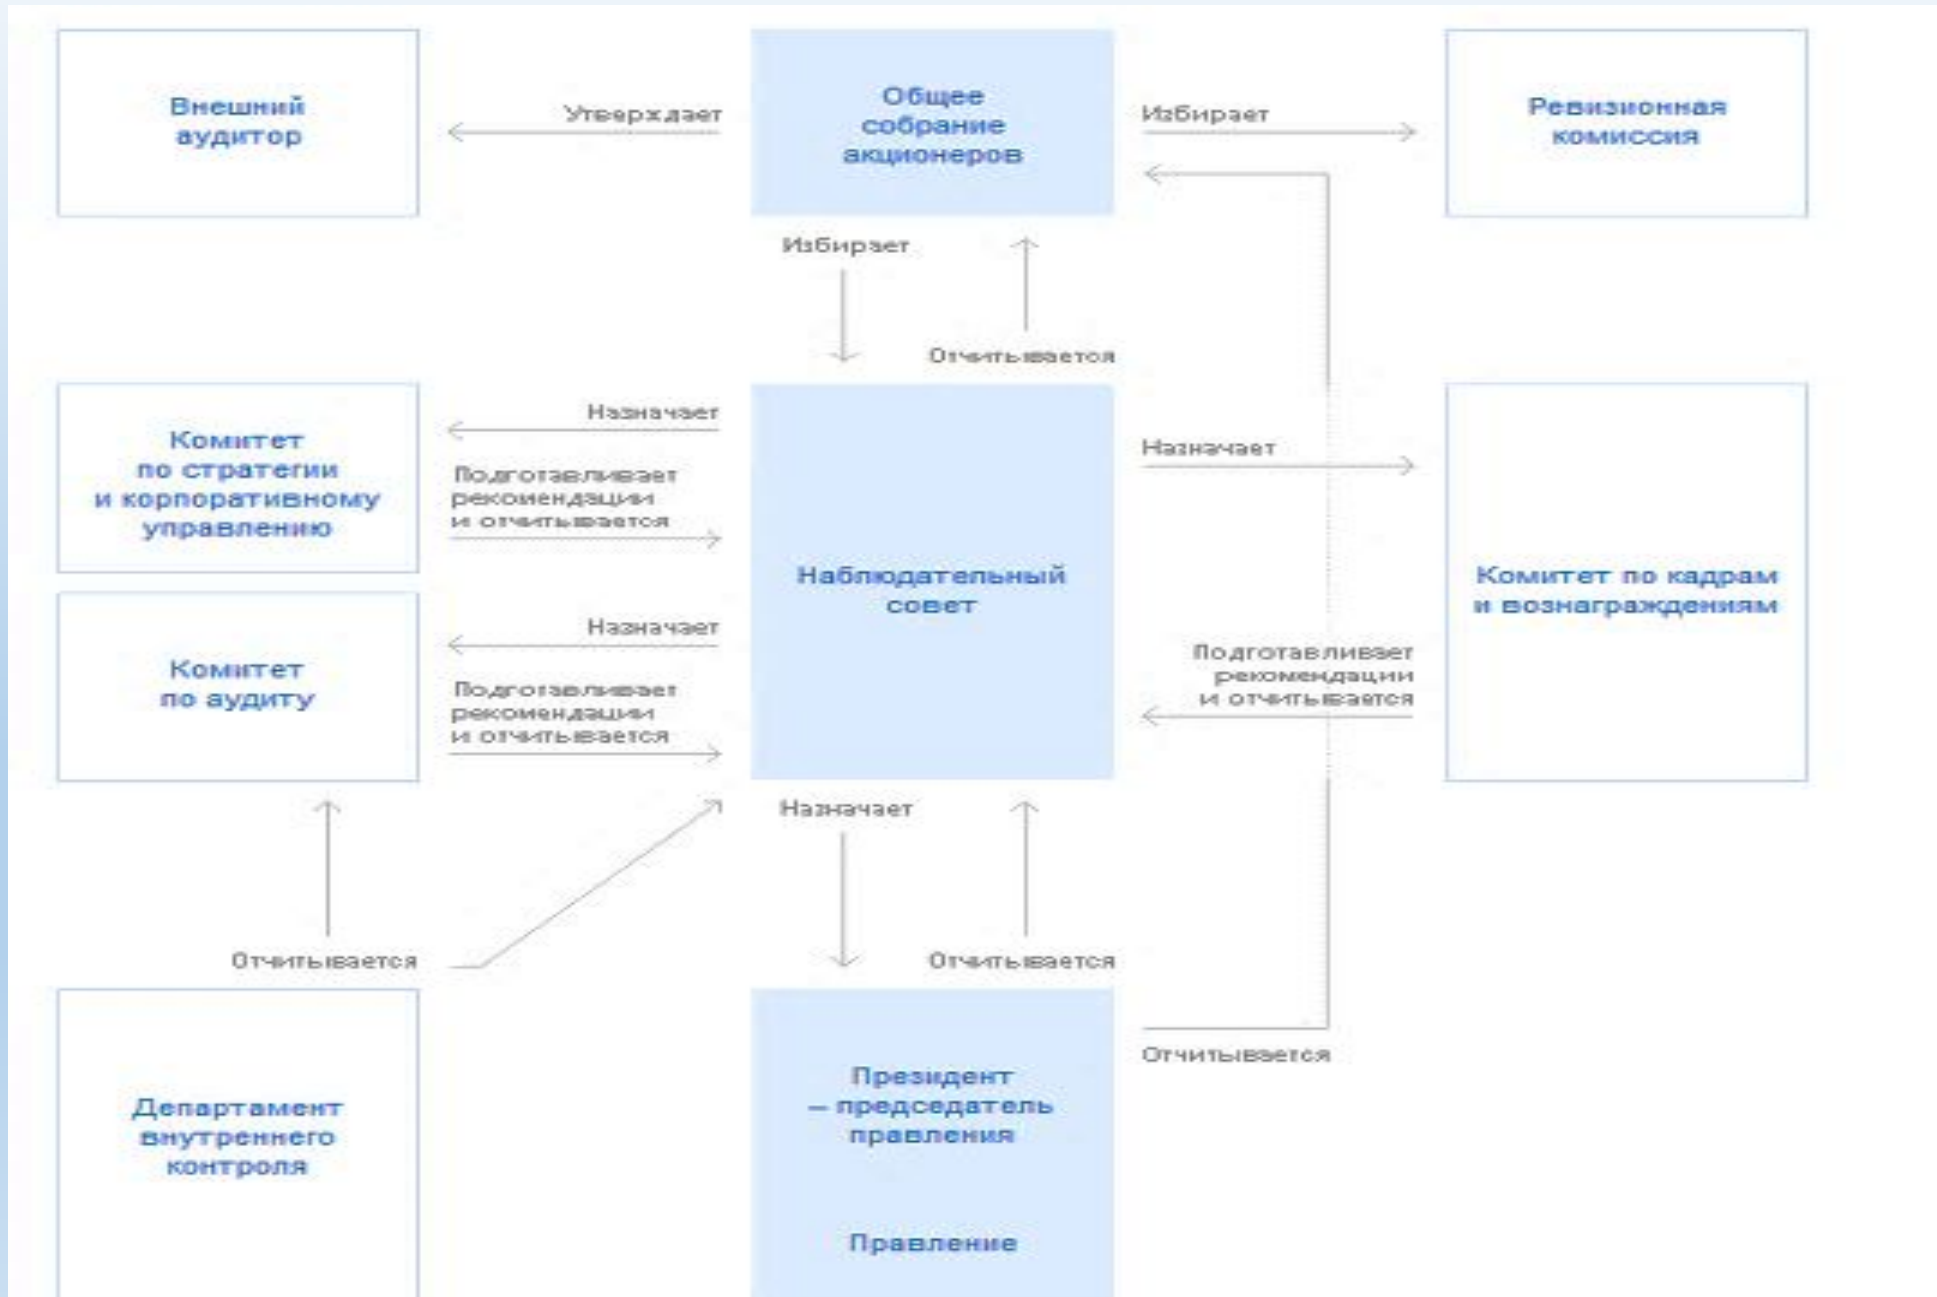 Внешний
аудитор
Утверждает
Общее
собрание
акционеров
Избирает
Ревизионная
комиссия
Избирает
Отчитывается
Комитет
по стратегии
и корпоративному
управлению
Назначает
Подготавливает
рекомендации
и отчитывается
Наблюдательный
совет
Назначает
Комитет по кадрам
и вознаграждениям
Подготавливает
рекомендации
и отчитывается
Комитет
по аудиту
Назначает
Подготавливает
рекомендации
и отчитывается
Назначает
Отчитывается
Отчитывается
Отчитывается
Департамент
внутреннего
контроля
Президент
– председатель
правления
Правление